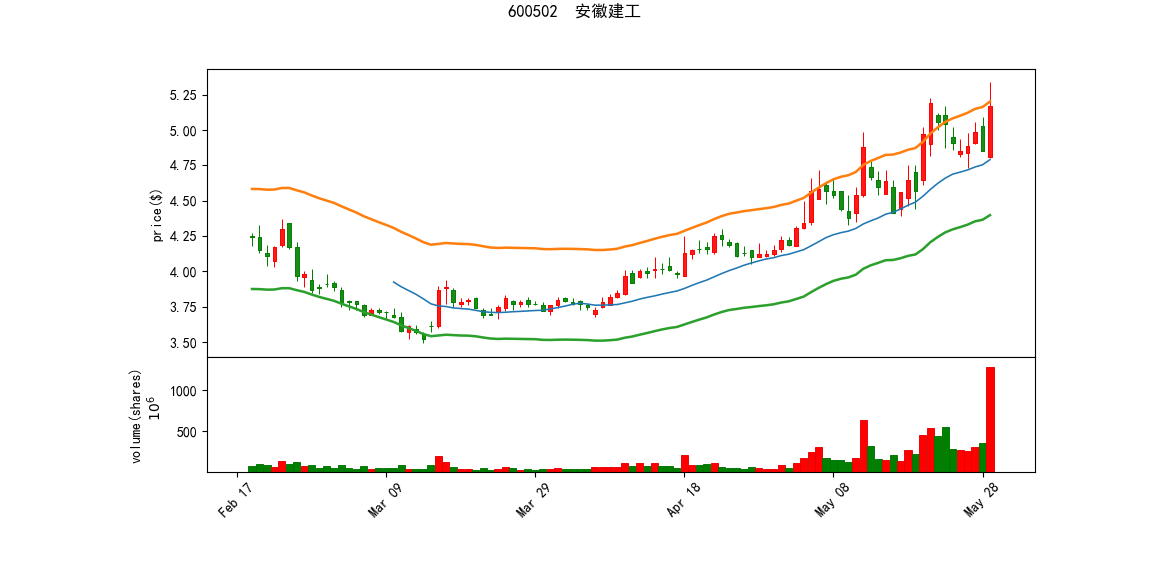 600502 安徽建工
5.25
5.00
4.75
4.50
4.25
4.00
3.75
3.50
price($)
1000
500
volume(shares)
10^6
Feb 17
Mar 09
Mar 29
Apr 18
May 08
May 28